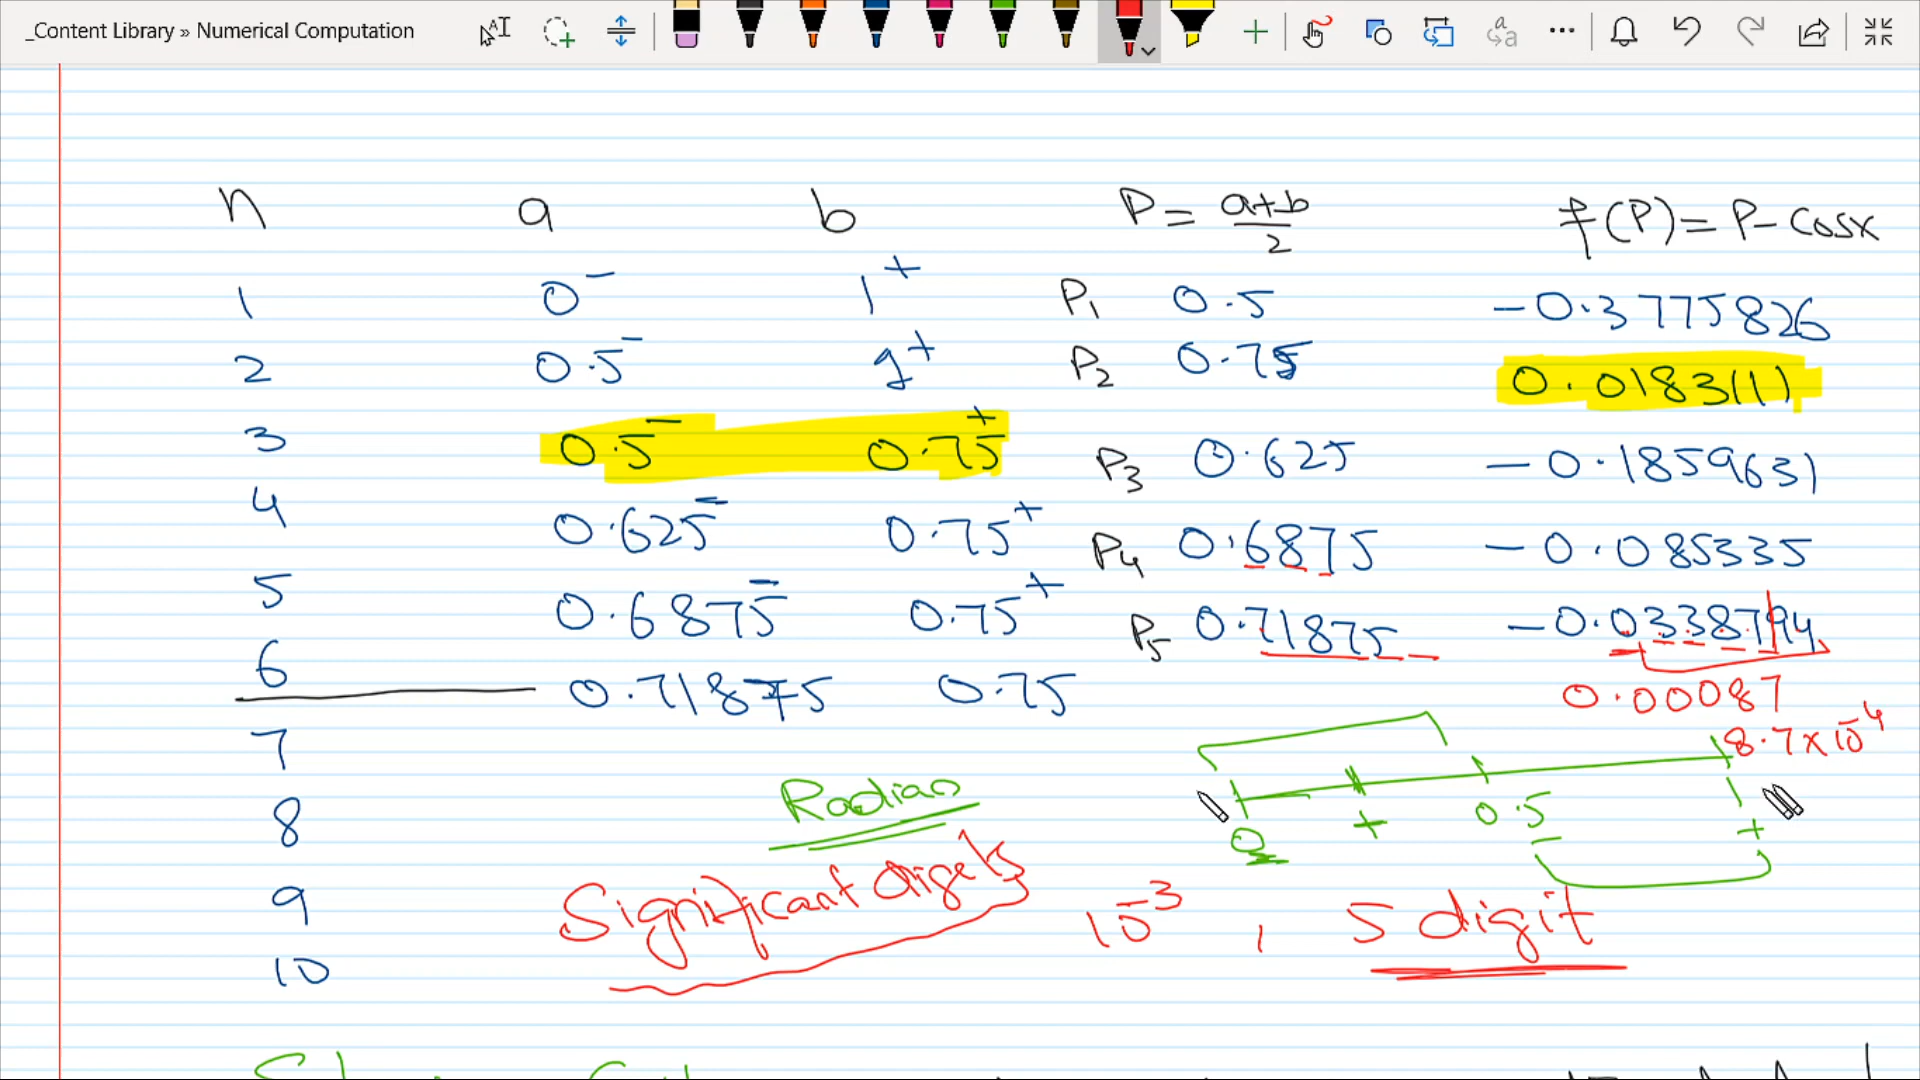 _Content Library » Numerical Computation
n a b P = a+b/2 f(P) = P - cosx
1 0⁻ 1⁺ P₁ 0.5 -0.3775826
2 0.5⁻ 1⁺ P₂ 0.75 0.0183111
3 0.5⁻ 0.75⁺ P₃ 0.625 -0.1859631
4 0.625⁻ 0.75⁺ P₄ 0.6875 -0.085335
5 0.6875⁻ 0.75⁺ P₅ 0.71875 -0.0338794
6 0.71875 0.75
0.00087
7 8.7x10⁻⁴
Radian
8 0 + 0.5 - 1 +
Significant digets 10⁻³, 5 digit
9
10